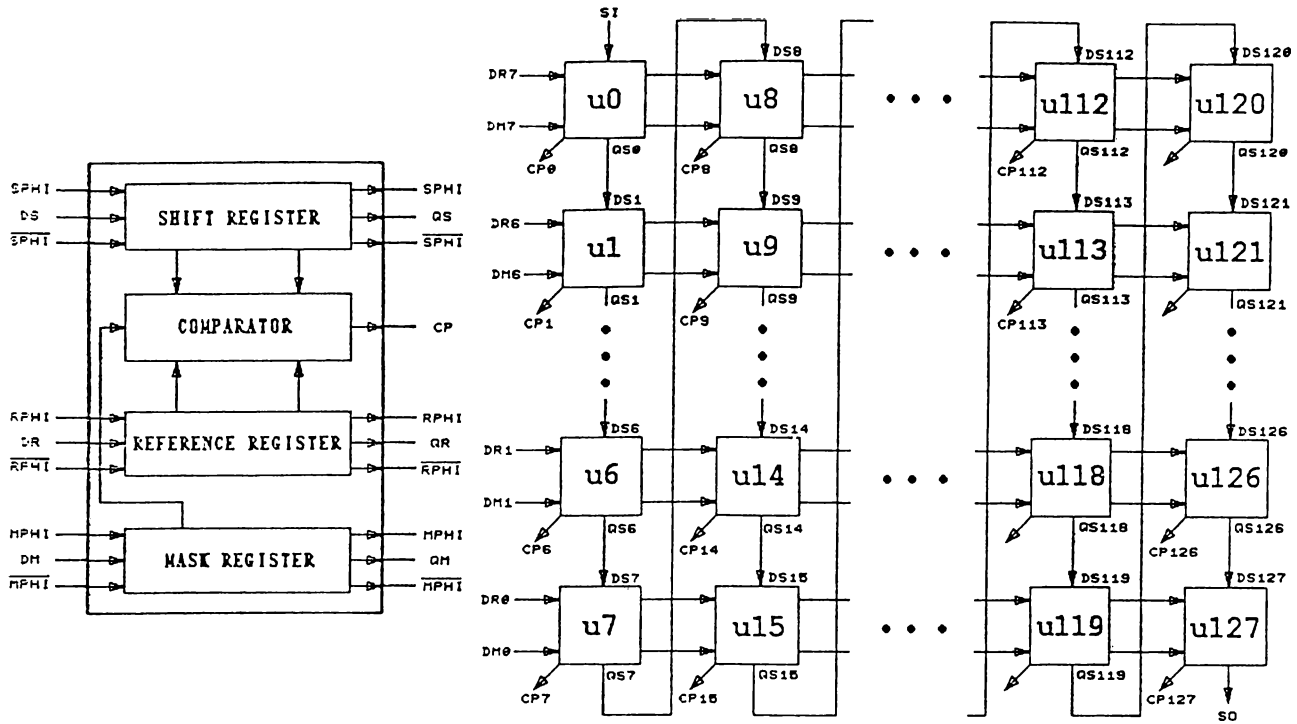 SPHI
DS
SPHI
SHIFT REGISTER
SPHI
QS
SPHI
COMPARATOR
CP
RPHI
DR
RPHI
REFERENCE REGISTER
RPHI
QR
RPHI
MPHI
DM
MPHI
MASK REGISTER
MPHI
QM
MPHI
SI
DS8
DS112
DS120
DR7
DM7
u0
u8
• • •
u112
u120
CP0
QS0
CP8
QS8
CP112
QS112
QS120
DS1
DS9
DS113
DS121
DR6
DM6
u1
u9
• • •
u113
u121
CP1
QS1
CP9
QS9
CP113
QS113
QS121
DS6
DS14
DS118
DS126
DR1
DM1
u6
u14
• • •
u118
u126
CP6
QS6
CP14
QS14
QS118
CP126
QS126
DS7
DS15
DS119
DS127
DR0
DM0
u7
u15
• • •
u119
u127
CP7
QS7
CP15
QS15
QS119
CP127
SO